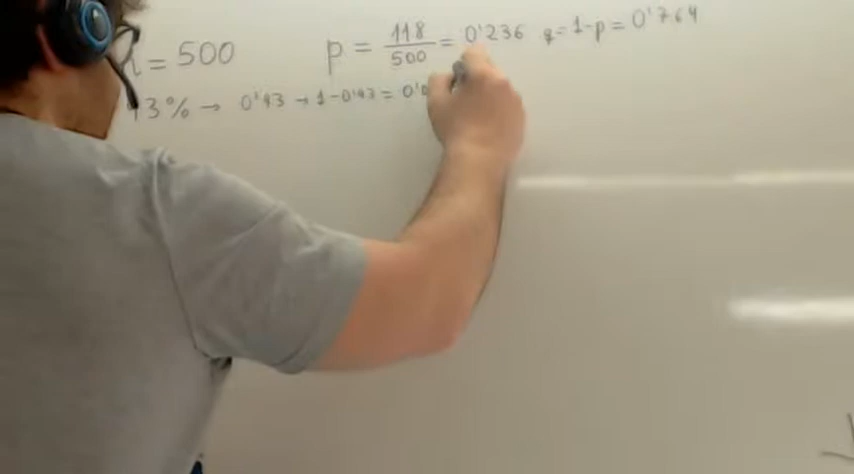 = 500 p = 118/500 = 0'236 q = 1-p = 0'764
93% → 0'93 → 1-0'93 = 0'0